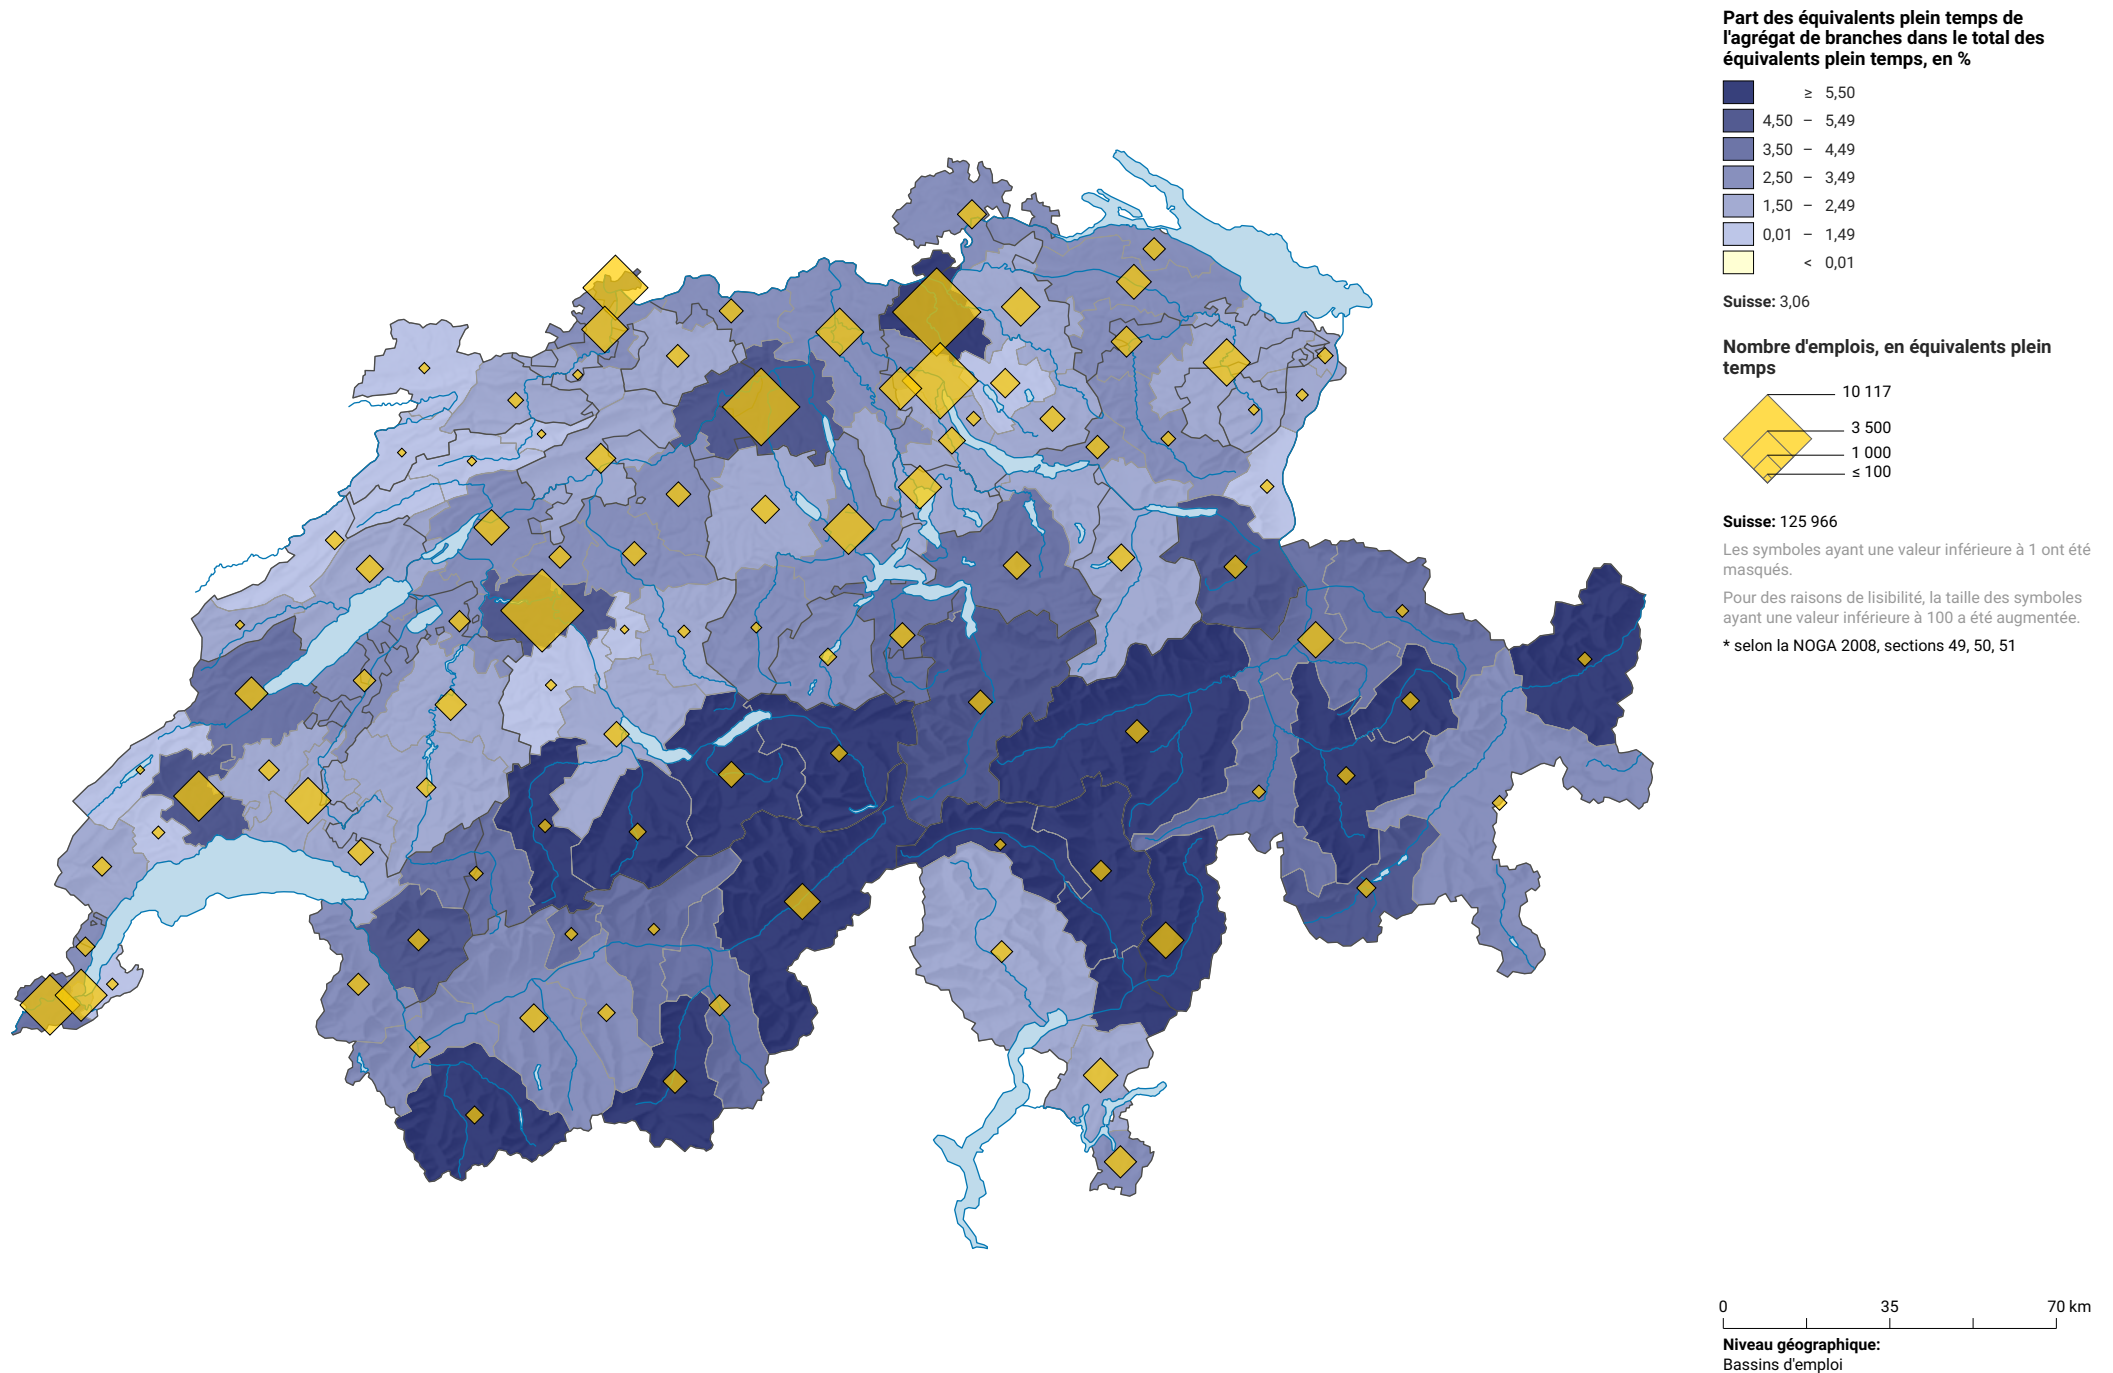 Part des équivalents plein temps de
l'agrégat de branches dans le total des
équivalents plein temps, en %
≥ 5,50
4,50 – 5,49
3,50 – 4,49
2,50 – 3,49
1,50 – 2,49
0,01 – 1,49
< 0,01
Suisse: 3,06
Nombre d'emplois, en équivalents plein
temps
10 117
3 500
1 000
≤ 100
Suisse: 125 966
Les symboles ayant une valeur inférieure à 1 ont été
masqués.
Pour des raisons de lisibilité, la taille des symboles
ayant une valeur inférieure à 100 a été augmentée.
* selon la NOGA 2008, sections 49, 50, 51
0 35 70 km
Niveau géographique:
Bassins d'emploi